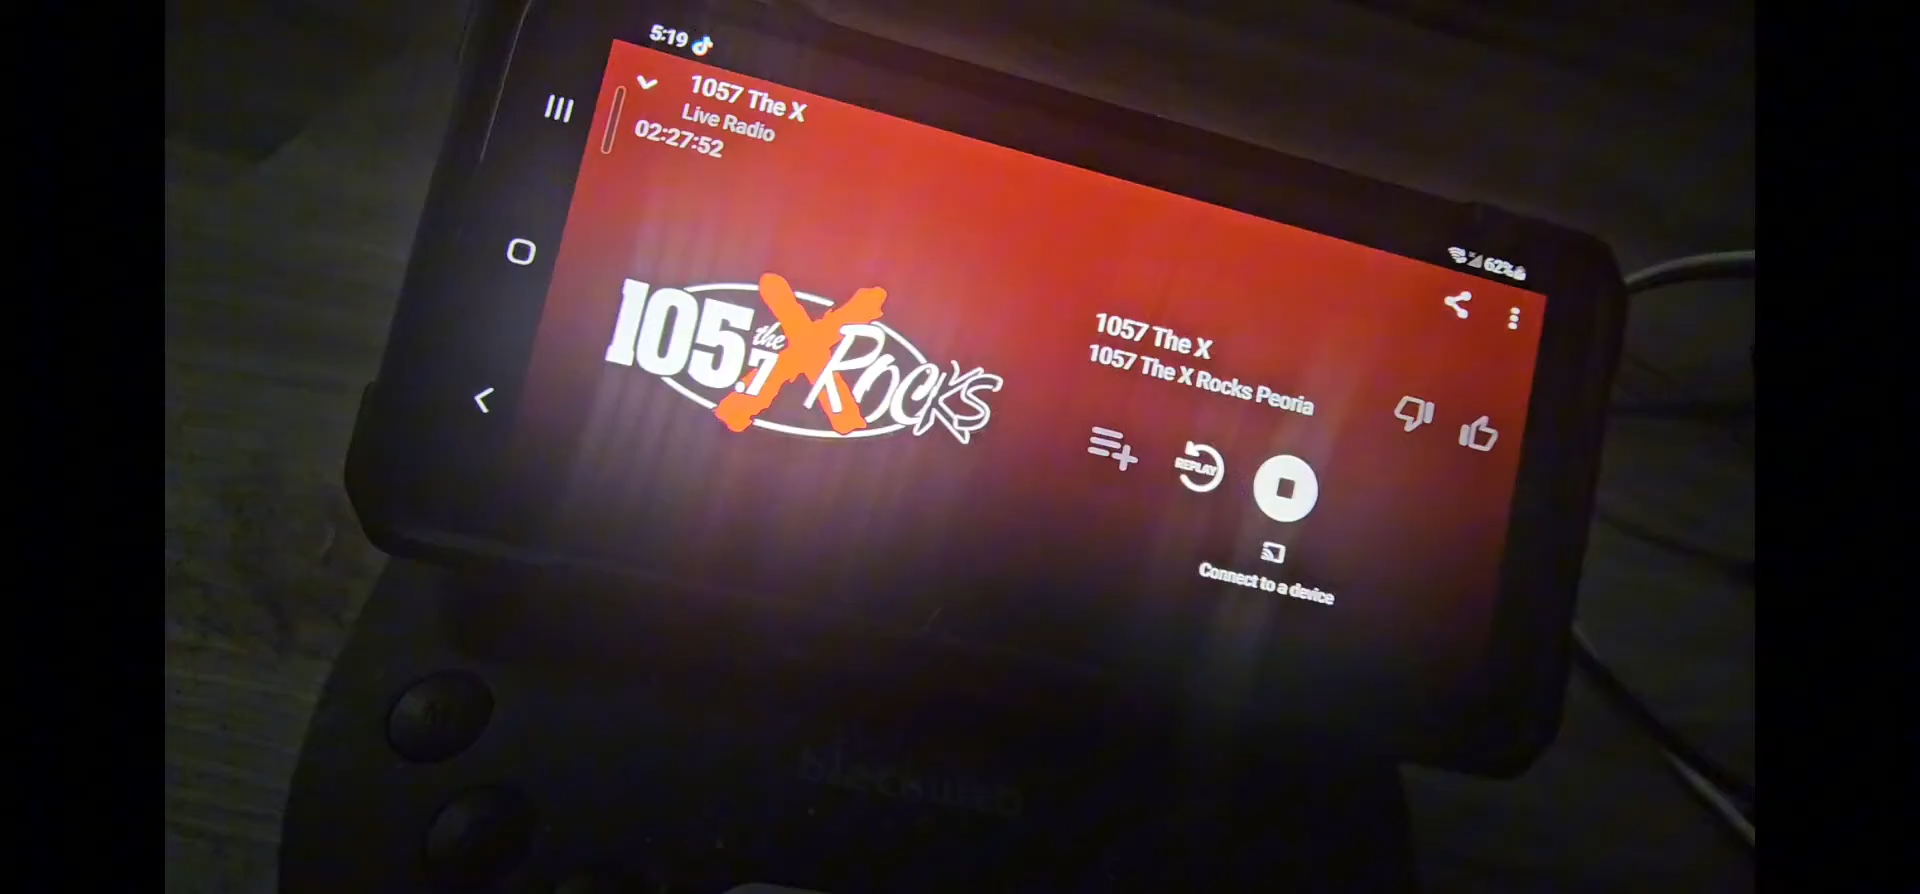 5:19
1057 The X
Live Radio
02:27:52
62%
105.7
the
X
Rocks
1057 The X
1057 The X Rocks Peoria
REPLAY
Connect to a device
blackweb